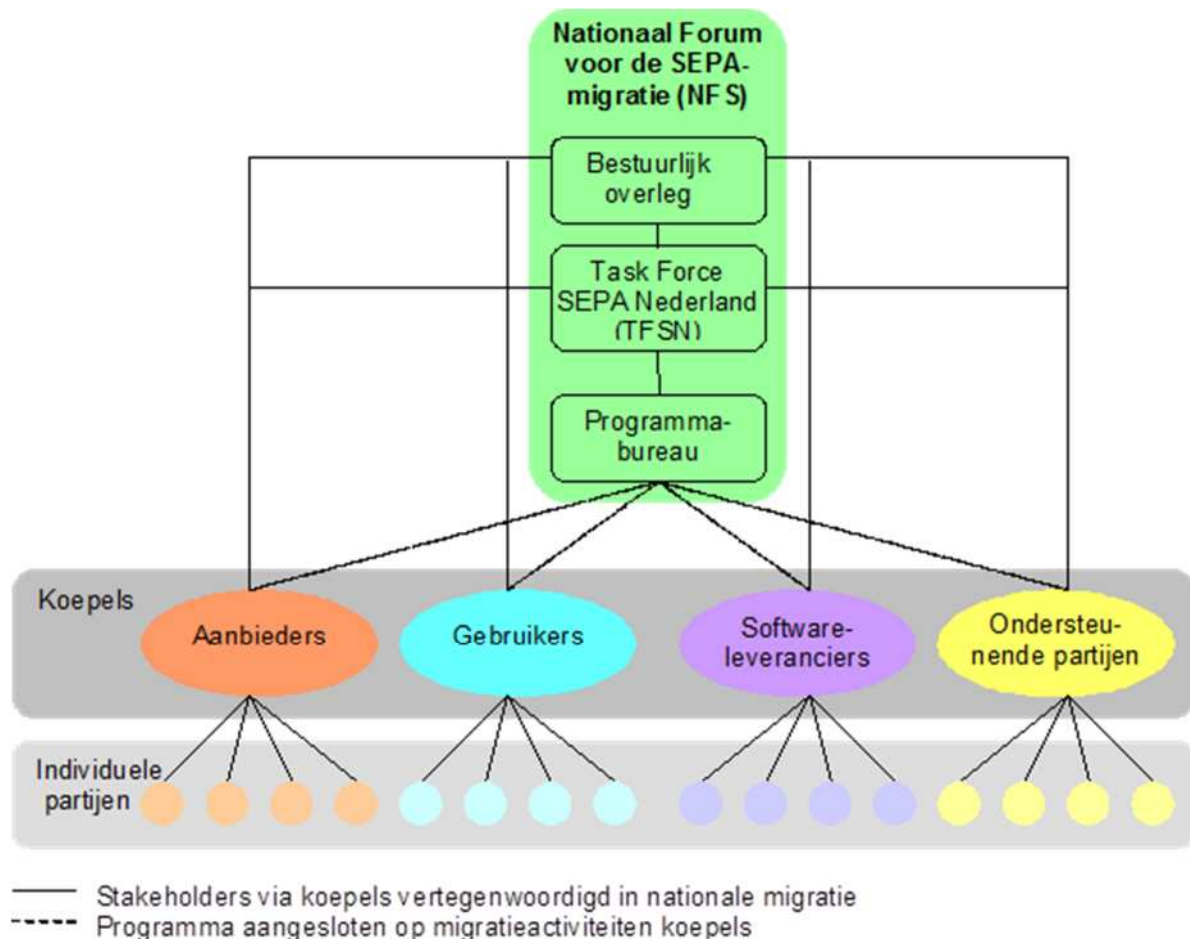 Nationaal Forum
voor de SEPA-
migratie (NFS)
Bestuurlijk
overleg
Task Force
SEPA Nederland
(TFSN)
Programma-
bureau
Koepels
Aanbieders
Gebruikers
Software-
leveranciers
Ondersteu-
nende partijen
Individuele
partijen
Stakeholders via koepels vertegenwoordigd in nationale migratie
Programma aangesloten op migratieactiviteiten koepels